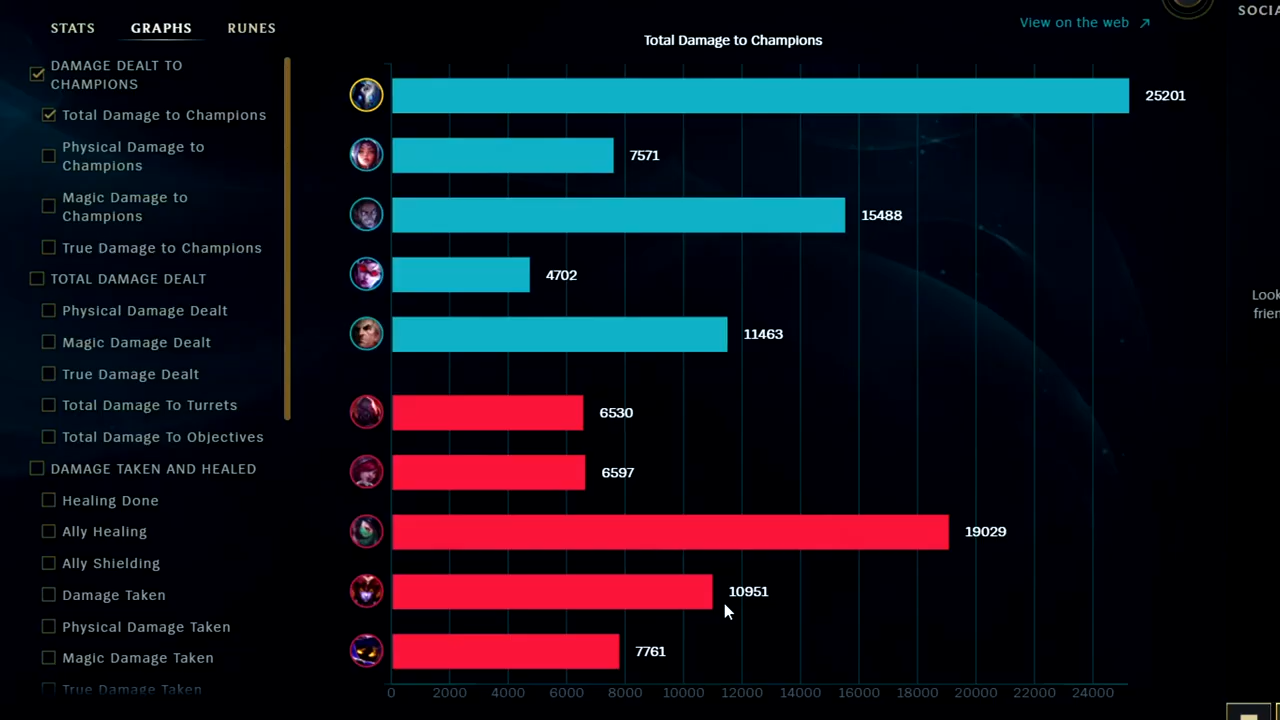 STATS
GRAPHS
RUNES
View on the web
SOCIA
DAMAGE DEALT TO
CHAMPIONS
Total Damage to Champions
Physical Damage to
Champions
Magic Damage to
Champions
True Damage to Champions
TOTAL DAMAGE DEALT
Physical Damage Dealt
Magic Damage Dealt
True Damage Dealt
Total Damage To Turrets
Total Damage To Objectives
DAMAGE TAKEN AND HEALED
Healing Done
Ally Healing
Ally Shielding
Damage Taken
Physical Damage Taken
Magic Damage Taken
True Damage Taken
Total Damage to Champions
25201
7571
15488
4702
11463
6530
6597
19029
10951
7761
0 2000 4000 6000 8000 10000 12000 14000 16000 18000 20000 22000 24000
Look
frien